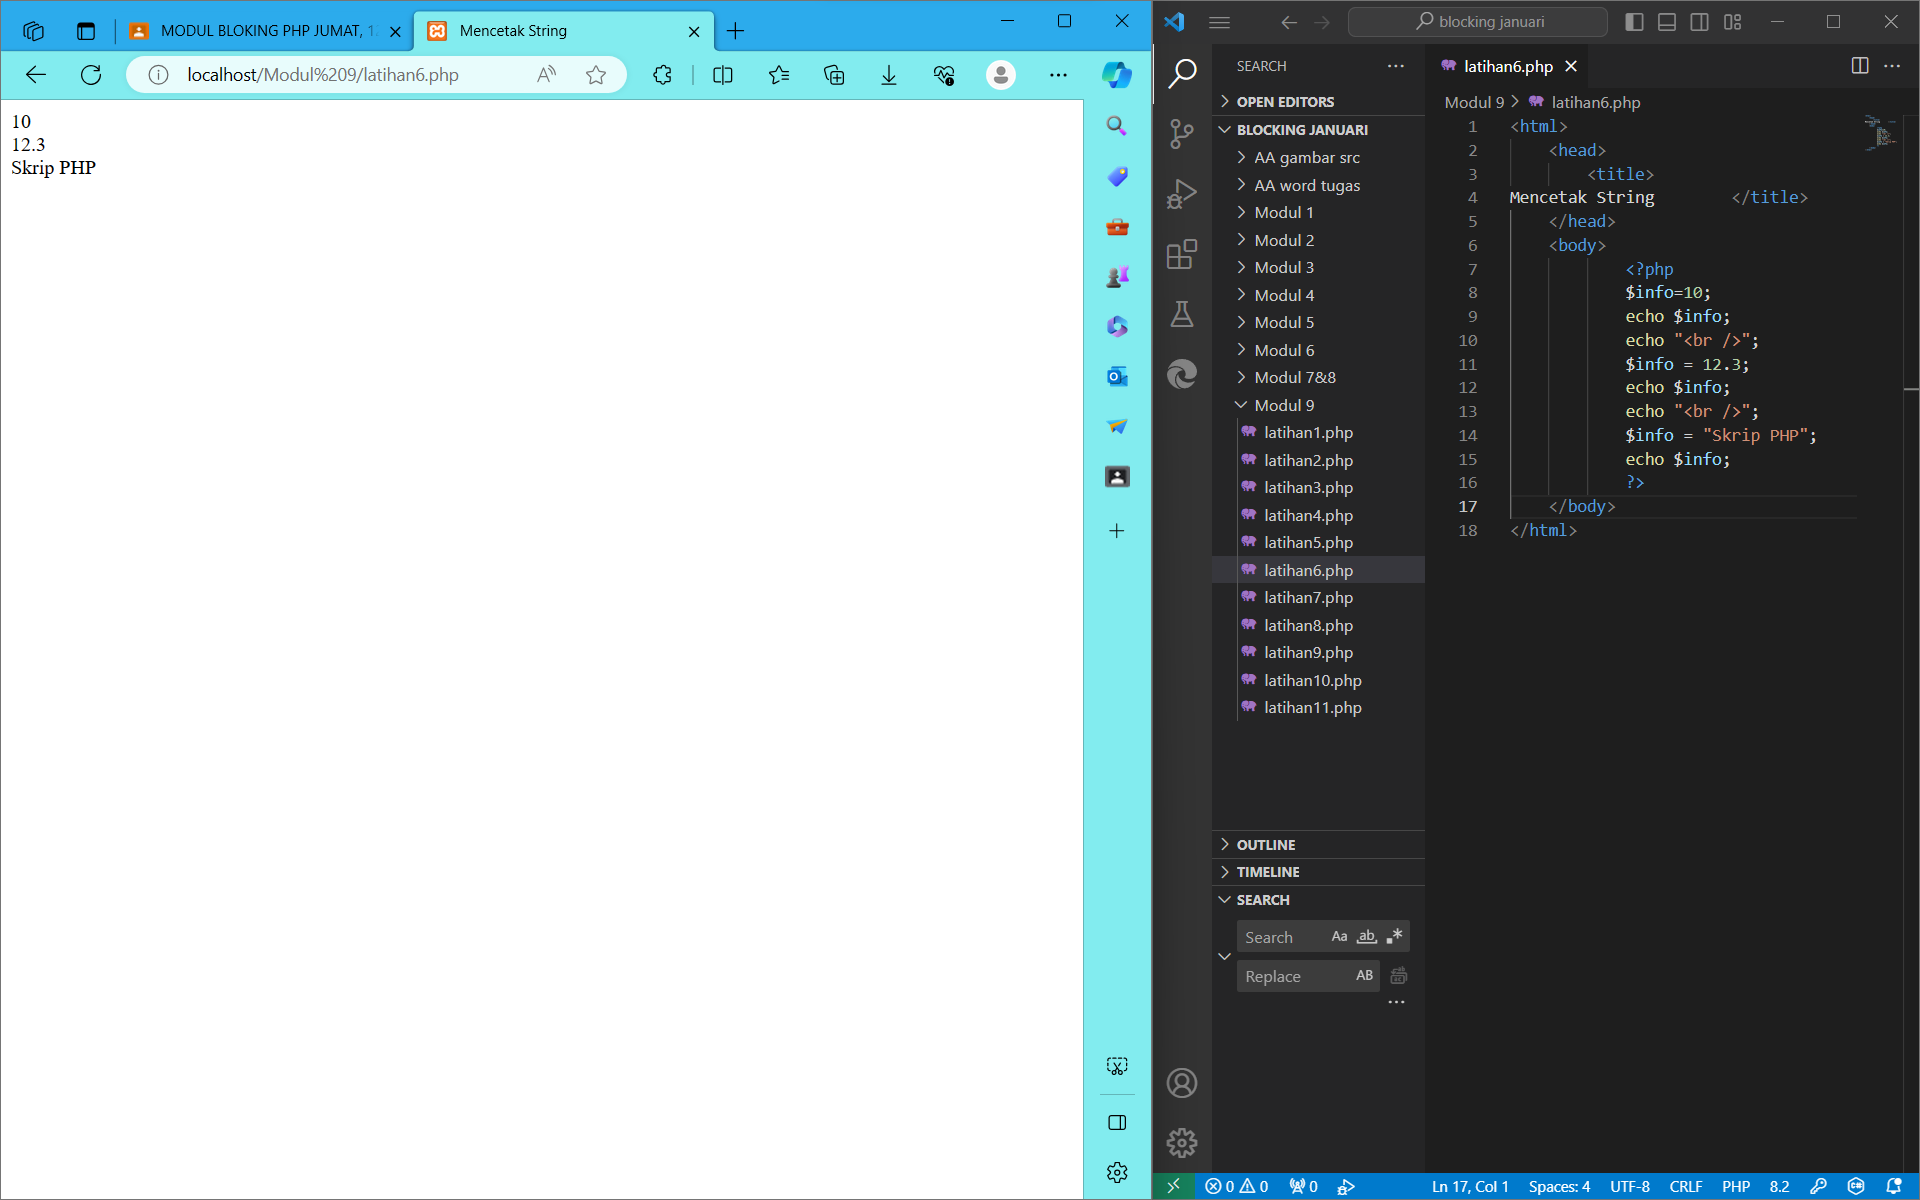 MODUL BLOKING PHP JUMAT, 1
Mencetak String
localhost/Modul%209/latihan6.php
10
12.3
Skrip PHP
blocking januari
SEARCH
OPEN EDITORS
BLOCKING JANUARI
AA gambar src
AA word tugas
Modul 1
Modul 2
Modul 3
Modul 4
Modul 5
Modul 6
Modul 7&8
Modul 9
latihan1.php
latihan2.php
latihan3.php
latihan4.php
latihan5.php
latihan6.php
latihan7.php
latihan8.php
latihan9.php
latihan10.php
latihan11.php
OUTLINE
TIMELINE
SEARCH
Search Aa ab .*
Replace AB
latihan6.php
Modul 9 > latihan6.php
1 <html>
2 <head>
3 <title>
4 Mencetak String </title>
5 </head>
6 <body>
7 <?php
8 $info=10;
9 echo $info;
10 echo "<br />";
11 $info = 12.3;
12 echo $info;
13 echo "<br />";
14 $info = "Skrip PHP";
15 echo $info;
16 ?>
17 </body>
18 </html>
0 0 0 Ln 17, Col 1 Spaces: 4 UTF-8 CRLF PHP 8.2